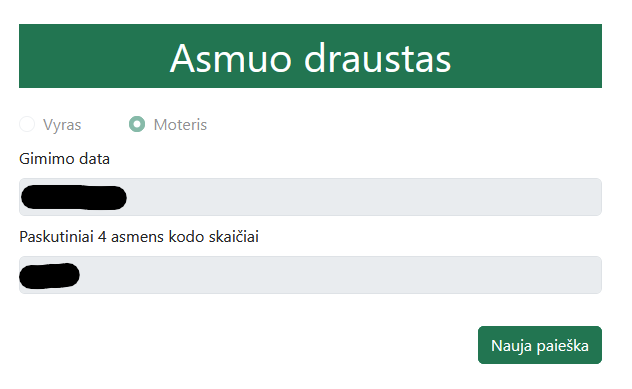 Asmuo draustas
Vyras Moteris
Gimimo data
Paskutiniai 4 asmens kodo skaičiai
Nauja paieška